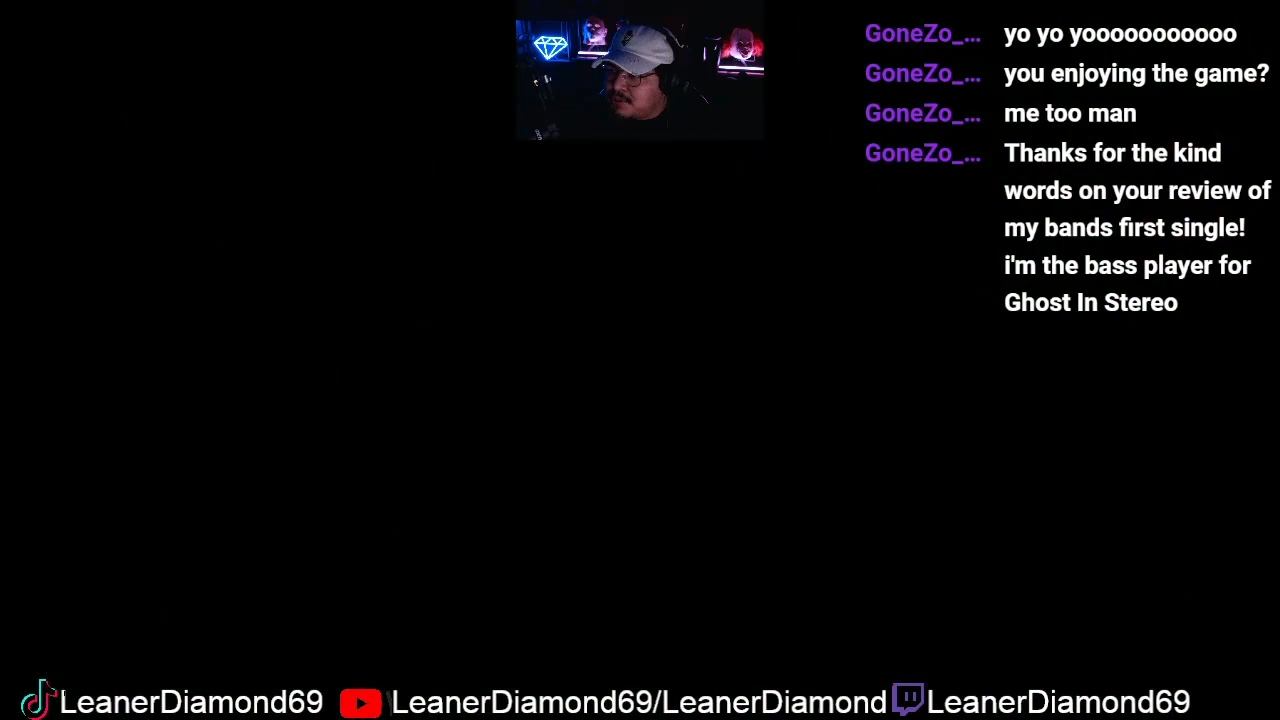 GoneZo_... yo yo yooooooooooo
GoneZo_... you enjoying the game?
GoneZo_... me too man
GoneZo_... Thanks for the kind
words on your review of
my bands first single!
i'm the bass player for
Ghost In Stereo
LeanerDiamond69 LeanerDiamond69/LeanerDiamond LeanerDiamond69